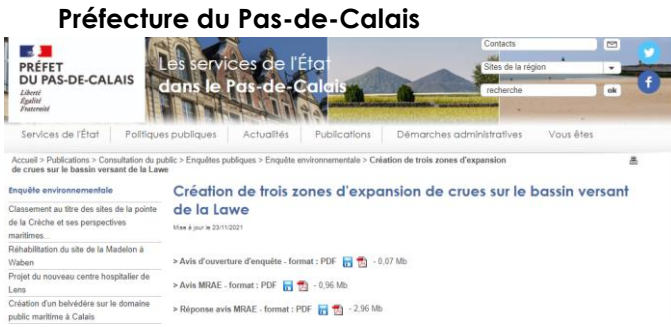 Préfecture du Pas-de-Calais
PRÉFET
DU PAS-DE-CALAIS
Liberté
Égalité
Fraternité
Les services de l'État
dans le Pas-de-Calais
Contacts
Sites de la région
recherche
ok
Services de l'État
Politiques publiques
Actualités
Publications
Démarches administratives
Vous êtes
Accueil > Publications > Consultation du public > Enquêtes publiques > Enquête environnementale > Création de trois zones d'expansion
de crues sur le bassin versant de la Lawe
Enquête environnementale
Classement au titre des sites de la pointe
de la Crèche et ses perspectives
maritimes...
Réhabilitation du site de la Madelon à
Waben
Projet du nouveau centre hospitalier de
Lens
Création d'un belvédère sur le domaine
public maritime à Calais
Création de trois zones d'expansion de crues sur le bassin versant
de la Lawe
Mise à jour le 23/11/2021
> Avis d'ouverture d'enquête - format : PDF - 0,07 Mb
> Avis MRAE - format : PDF - 0,96 Mb
> Réponse avis MRAE - format : PDF - 2,96 Mb